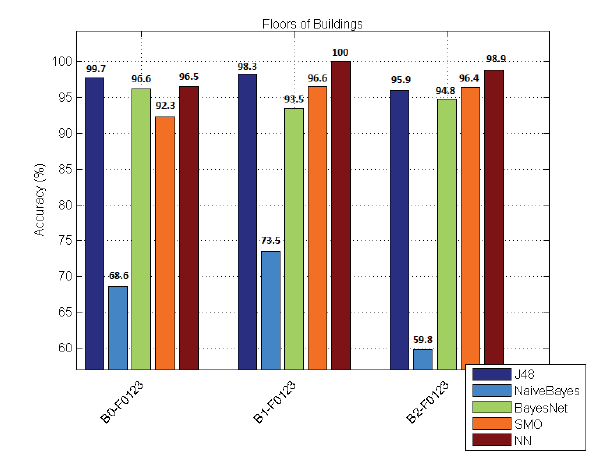 Floors of Buildings
Accuracy (%)
100
95
90
85
80
75
70
65
60
99.7
68.6
96.6
92.3
96.5
98.3
73.5
93.5
96.6
100
95.9
59.8
94.8
96.4
98.9
B0-F0123
B1-F0123
B2-F0123
J48
NaiveBayes
BayesNet
SMO
NN